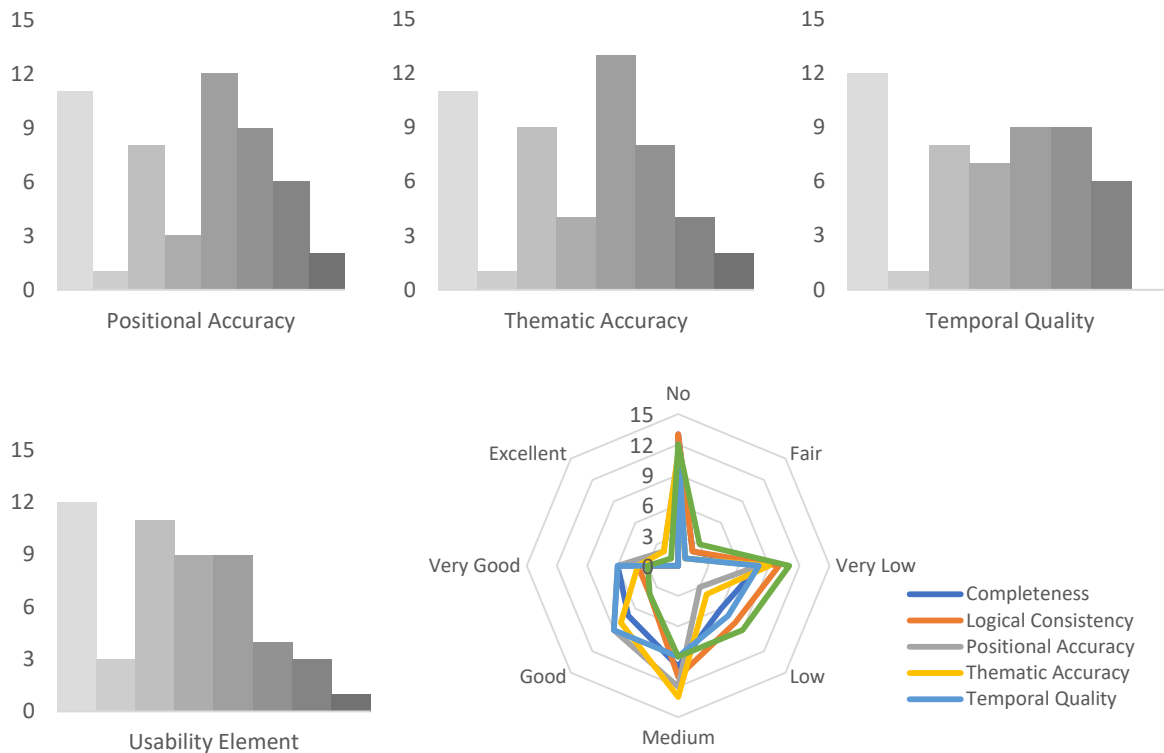 15
12
9
6
3
0
Positional Accuracy
15
12
9
6
3
0
Thematic Accuracy
15
12
9
6
3
0
Temporal Quality
15
12
9
6
3
0
Usability Element
No
Fair
Very Low
Low
Medium
Good
Very Good
Excellent
15
12
9
6
3
0
Completeness
Logical Consistency
Positional Accuracy
Thematic Accuracy
Temporal Quality